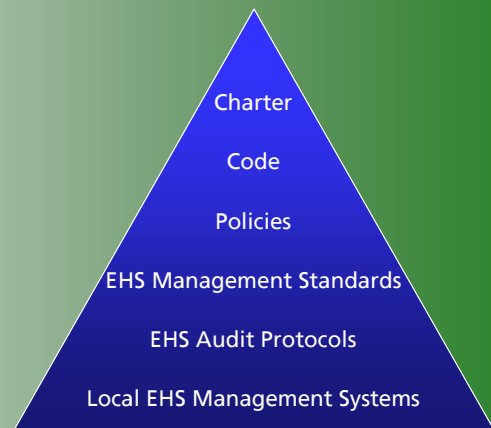 Charter
Code
Policies
EHS Management Standards
EHS Audit Protocols
Local EHS Management Systems